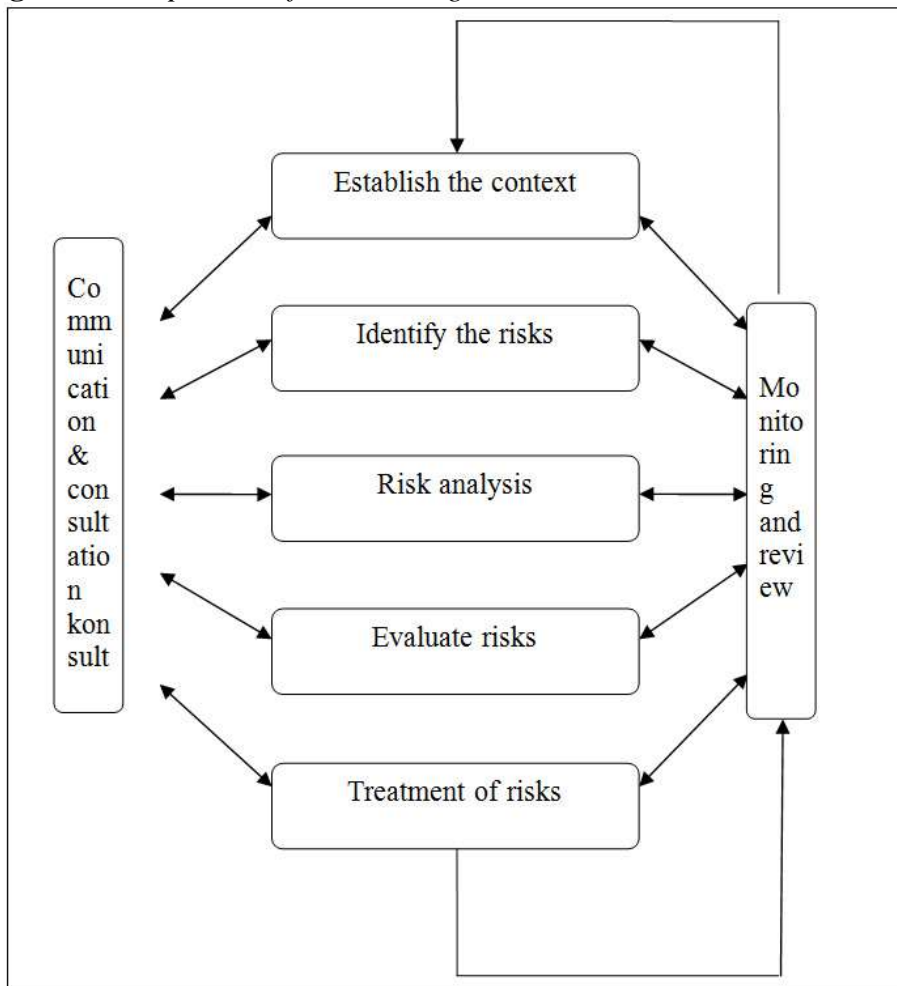 Establish the context
Co
mm
uni
cati
on
&
con
sult
atio
n
kon
sult
Identify the risks
Mo
nito
rin
g
and
revi
ew
Risk analysis
Evaluate risks
Treatment of risks